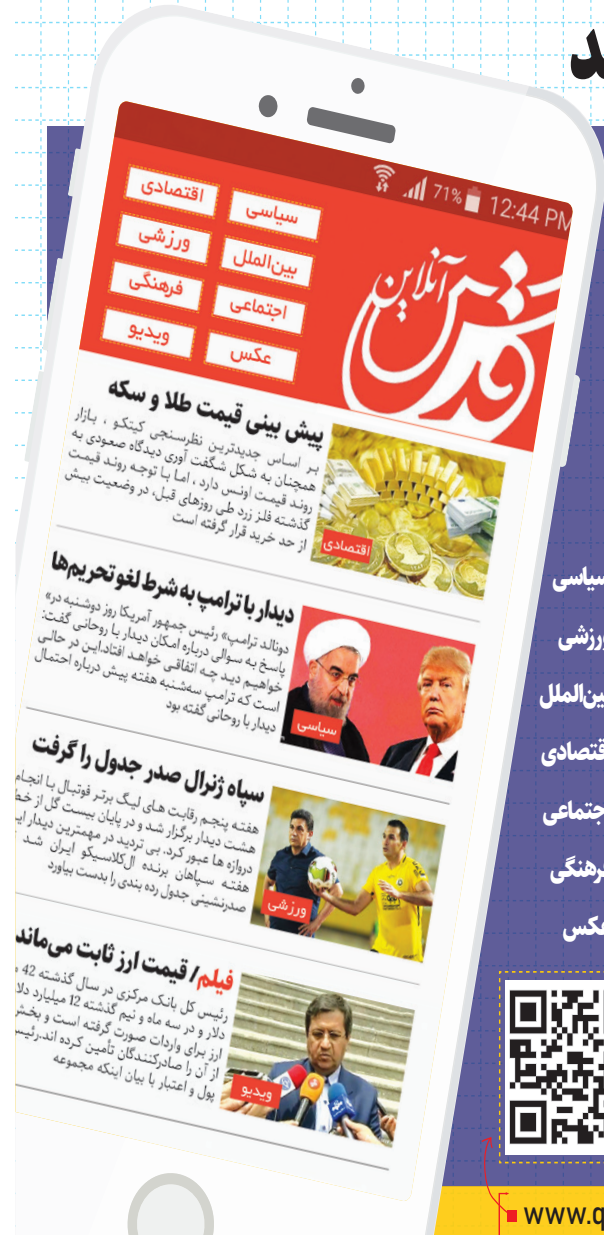 71% 12:44 PM
سیاسی اقتصادی
بین‌الملل ورزشی
اجتماعی فرهنگی
عکس ویدیو
قدس آنلاین
پیش بینی قیمت طلا و سکه
بر اساس جدیدترین نظرسنجی کیتکو ، بازار
همچنان به شکل شگفت آوری دیدگاه صعودی به
روند قیمت اونس دارد ، اما با توجه روند قیمت
گذشته فلز زرد طی روزهای قبل، در وضعیت بیش
از حد خرید قرار گرفته است
اقتصادی
دیدار با ترامپ به شرط لغو تحریم‌ها
دونالد ترامپ» رئیس جمهور آمریکا روز دوشنبه در»
پاسخ به سوالی درباره امکان دیدار با روحانی گفت:
خواهیم دید چه اتفاقی خواهد افتاد.این در حالی
است که ترامپ سه‌شنبه هفته پیش درباره احتمال
دیدار با روحانی گفته بود
سیاسی
سپاه ژنرال صدر جدول را گرفت
هفته پنجم رقابت های لیگ برتر فوتبال با انجام
هشت دیدار برگزار شد و در پایان بیست گل از خط
دروازه ها عبور کرد، بی تردید در مهمترین دیدار
هفته سپاهان برنده ال‌کلاسیکو ایران شد
صدرنشینی جدول رده بندی را بدست بیاورد
ورزشی
فیلم/ قیمت ارز ثابت می‌ماند
رئیس کل بانک مرکزی در سال گذشته 42
دلار و در سه ماه و نیم گذشته 12 میلیارد
ارز برای واردات صورت گرفته است و بخش
از آن را صادرکنندگان تأمین کرده اند.رئیس
پول و اعتبار با بیان اینکه مجموعه
ویدیو
سیاسی
ورزشی
بین‌الملل
اقتصادی
اجتماعی
فرهنگی
عکس
www.q